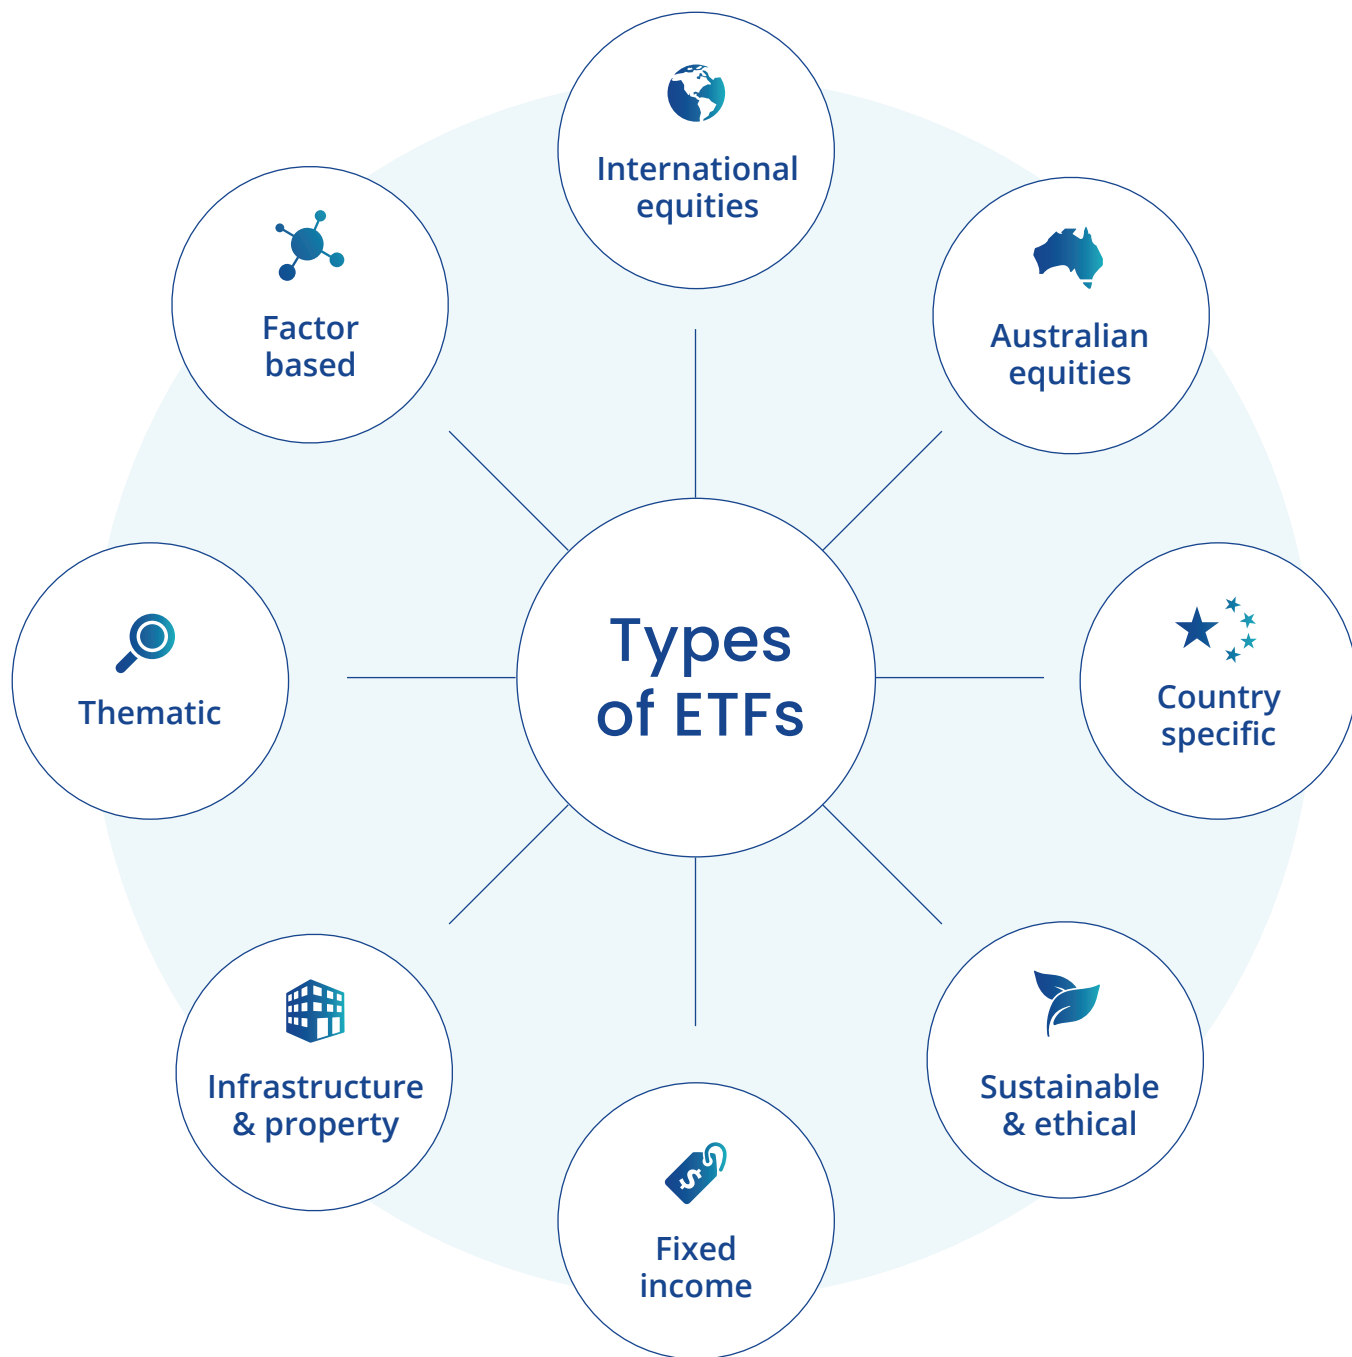 International
equities
Factor
based
Australian
equities
Types
of ETFs
Thematic
Country
specific
Infrastructure
& property
Sustainable
& ethical
Fixed
income